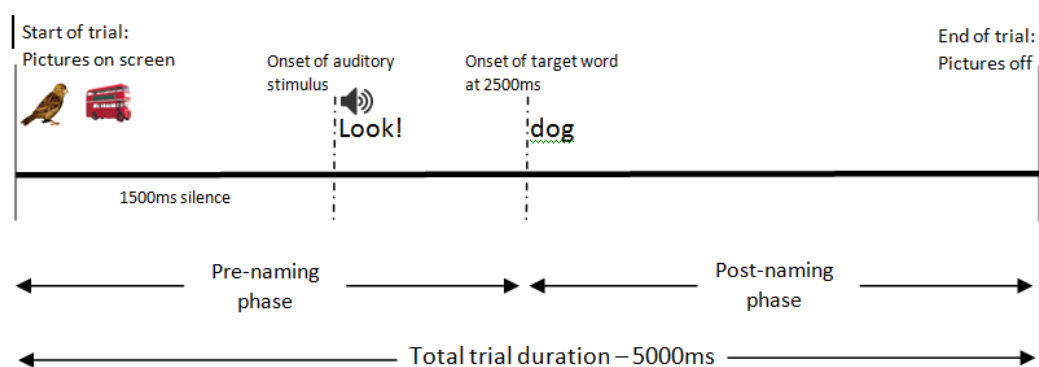 Start of trial:
Pictures on screen
Onset of auditory
stimulus
Onset of target word
at 2500ms
End of trial:
Pictures off
Look!
dog
1500ms silence
Pre-naming
phase
Post-naming
phase
Total trial duration – 5000ms